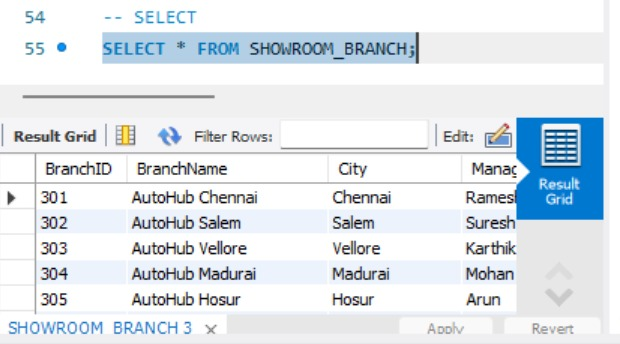 54 -- SELECT
55 SELECT * FROM SHOWROOM_BRANCH;
Result Grid Filter Rows: Edit:
BranchID BranchName City Manag
301 AutoHub Chennai Chennai Rames
302 AutoHub Salem Salem Suresh
303 AutoHub Vellore Vellore Karthik
304 AutoHub Madurai Madurai Mohan
305 AutoHub Hosur Hosur Arun
Result
Grid
SHOWROOM_BRANCH 3 Apply Revert